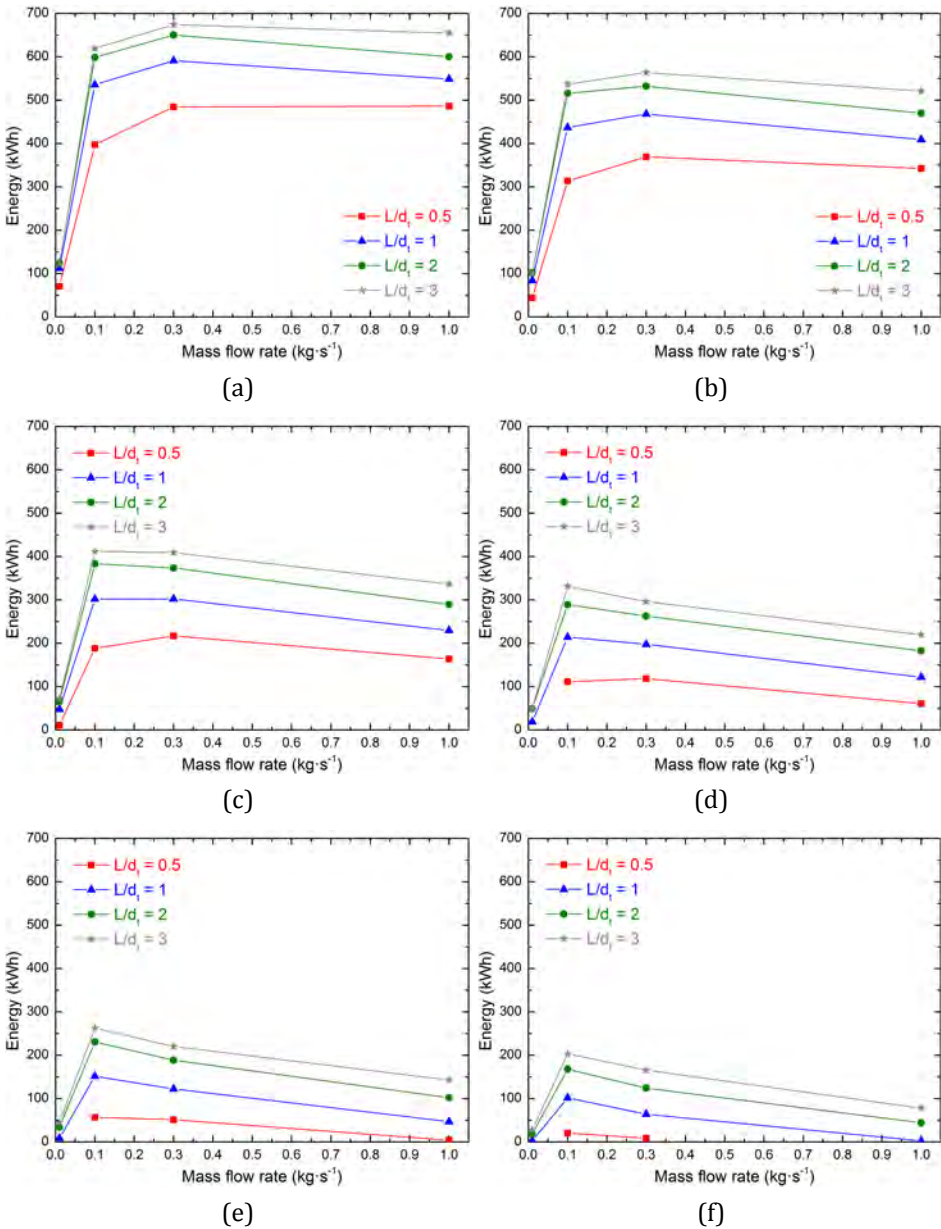 700
600
500
400
300
200
100
0
Energy (kWh)
L/dt = 0.5
L/dt = 1
L/dt = 2
L/dt = 3
0.0 0.1 0.2 0.3 0.4 0.5 0.6 0.7 0.8 0.9 1.0
Mass flow rate (kg·s⁻¹)
(a)
700
600
500
400
300
200
100
0
Energy (kWh)
L/dt = 0.5
L/dt = 1
L/dt = 2
L/dt = 3
0.0 0.1 0.2 0.3 0.4 0.5 0.6 0.7 0.8 0.9 1.0
Mass flow rate (kg·s⁻¹)
(b)
700
600
500
400
300
200
100
0
Energy (kWh)
L/dt = 0.5
L/dt = 1
L/dt = 2
L/dt = 3
0.0 0.1 0.2 0.3 0.4 0.5 0.6 0.7 0.8 0.9 1.0
Mass flow rate (kg·s⁻¹)
(c)
700
600
500
400
300
200
100
0
Energy (kWh)
L/dt = 0.5
L/dt = 1
L/dt = 2
L/dt = 3
0.0 0.1 0.2 0.3 0.4 0.5 0.6 0.7 0.8 0.9 1.0
Mass flow rate (kg·s⁻¹)
(d)
700
600
500
400
300
200
100
0
Energy (kWh)
L/dt = 0.5
L/dt = 1
L/dt = 2
L/dt = 3
0.0 0.1 0.2 0.3 0.4 0.5 0.6 0.7 0.8 0.9 1.0
Mass flow rate (kg·s⁻¹)
(e)
700
600
500
400
300
200
100
0
Energy (kWh)
L/dt = 0.5
L/dt = 1
L/dt = 2
L/dt = 3
0.0 0.1 0.2 0.3 0.4 0.5 0.6 0.7 0.8 0.9 1.0
Mass flow rate (kg·s⁻¹)
(f)